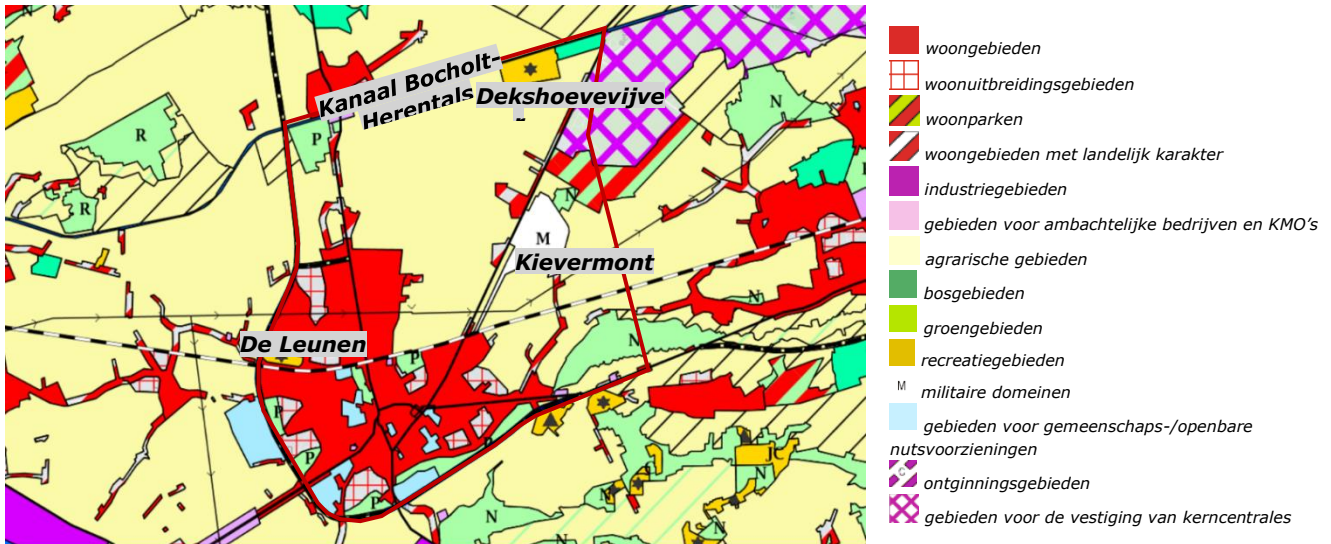 Kanaal Bocholt-
Herentals
Dekshoevevijve
R
P
N
R
N
M
Kievermont
N
N
De Leunen
P
P
P
P
N
JC
N
N
C
N
woongebieden
woonuitbreidingsgebieden
woonparken
woongebieden met landelijk karakter
industriegebieden
gebieden voor ambachtelijke bedrijven en KMO's
agrarische gebieden
bosgebieden
groengebieden
recreatiegebieden
M militaire domeinen
gebieden voor gemeenschaps-/openbare
nutsvoorzieningen
C ontginningsgebieden
gebieden voor de vestiging van kerncentrales